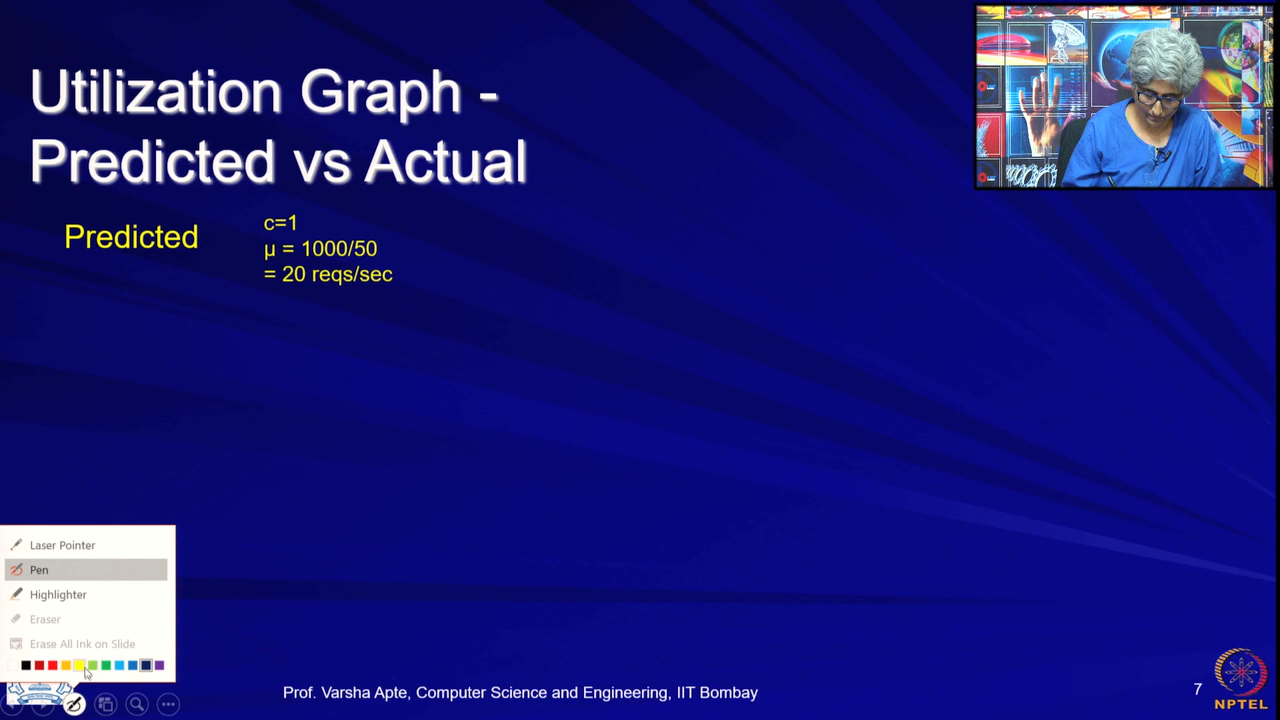 Utilization Graph -
Predicted vs Actual
Predicted
c=1
μ = 1000/50
= 20 reqs/sec
Laser Pointer
Pen
Highlighter
Eraser
Erase All Ink on Slide
Prof. Varsha Apte, Computer Science and Engineering, IIT Bombay
7
NPTEL